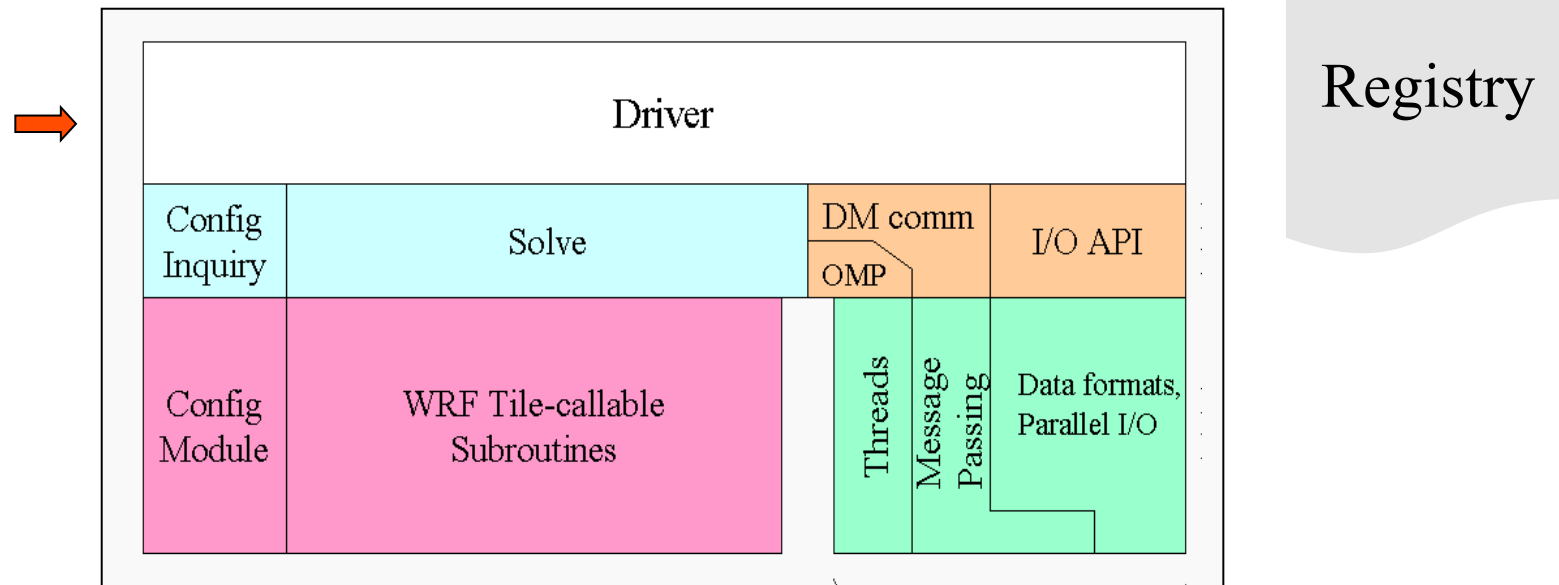 Driver
Registry
Config
Inquiry
Solve
DM comm
OMP
I/O API
Config
Module
WRF Tile-callable
Subroutines
Threads
Message
Passing
Data formats,
Parallel I/O